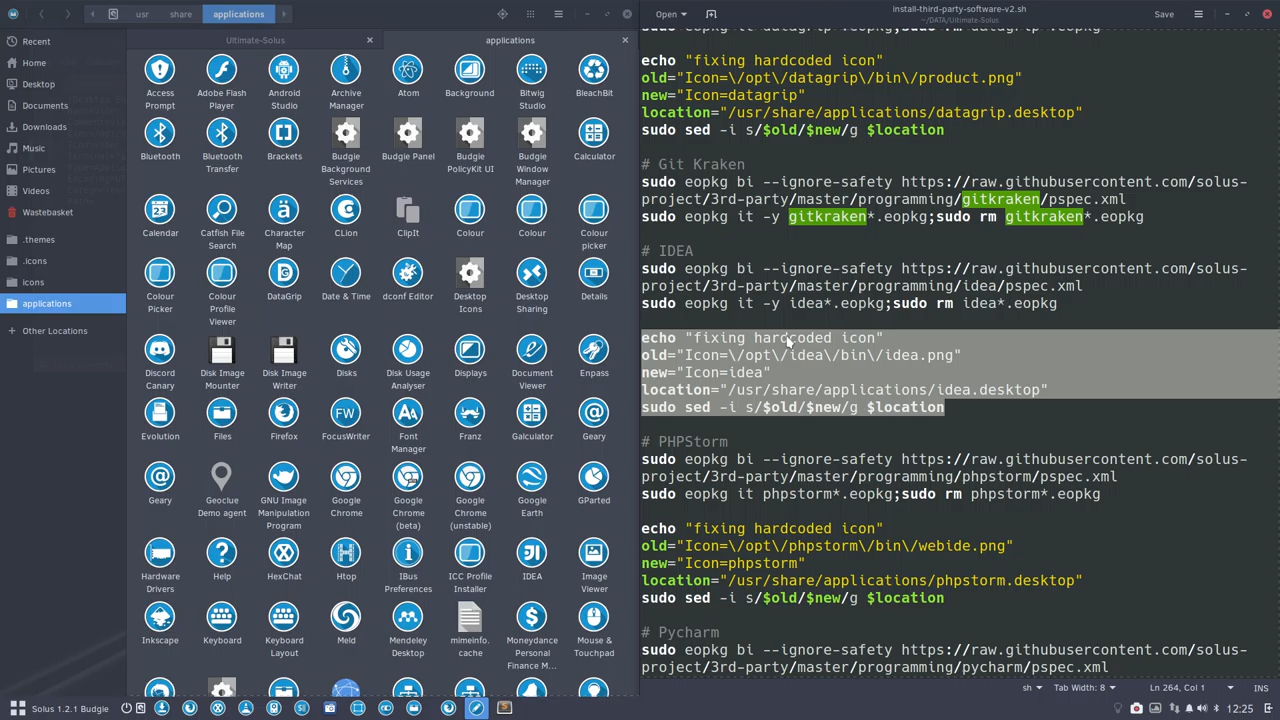 usr
share
applications
Open
install-third-party-software-v2.sh
~/DATA/Ultimate-Solus
Save
Recent
Home
Desktop
Documents
Downloads
Music
Pictures
Videos
Wastebasket
.themes
.icons
icons
applications
Other Locations
Ultimate-Solus
applications
Access Prompt
Adobe Flash Player
Android Studio
Archive Manager
Atom
Background
Bitwig Studio
BleachBit
Bluetooth
Bluetooth Transfer
Brackets
Budgie Background Services
Budgie Panel
Budgie PolicyKit UI
Budgie Window Manager
Calculator
Calendar
Catfish File Search
Character Map
CLion
ClipIt
Colour
Colour
Colour picker
Colour Picker
Colour Profile Viewer
DataGrip
Date & Time
dconf Editor
Desktop Icons
Desktop Sharing
Details
Discord Canary
Disk Image Mounter
Disk Image Writer
Disks
Disk Usage Analyser
Displays
Document Viewer
Enpass
Evolution
Files
Firefox
FocusWriter
Font Manager
Franz
Galculator
Geary
Geary
Geoclue Demo agent
GNU Image Manipulation Program
Google Chrome
Google Chrome (beta)
Google Chrome (unstable)
Google Earth
GParted
Hardware Drivers
Help
HexChat
Htop
IBus Preferences
ICC Profile Installer
IDEA
Image Viewer
Inkscape
Keyboard
Keyboard Layout
Meld
Mendeley Desktop
mimeinfo.cache
Moneydance Personal Finance M...
Mouse & Touchpad
echo "fixing hardcoded icon"
old="Icon=\/opt\/datagrip\/bin\/product.png"
new="Icon=datagrip"
location="/usr/share/applications/datagrip.desktop"
sudo sed -i s/$old/$new/g $location
# Git Kraken
sudo eopkg bi --ignore-safety https://raw.githubusercontent.com/solus-
project/3rd-party/master/programming/gitkraken/pspec.xml
sudo eopkg it -y gitkraken*.eopkg;sudo rm gitkraken*.eopkg
# IDEA
sudo eopkg bi --ignore-safety https://raw.githubusercontent.com/solus-
project/3rd-party/master/programming/idea/pspec.xml
sudo eopkg it -y idea*.eopkg;sudo rm idea*.eopkg
echo "fixing hardcoded icon"
old="Icon=\/opt\/idea\/bin\/idea.png"
new="Icon=idea"
location="/usr/share/applications/idea.desktop"
sudo sed -i s/$old/$new/g $location
# PHPStorm
sudo eopkg bi --ignore-safety https://raw.githubusercontent.com/solus-
project/3rd-party/master/programming/phpstorm/pspec.xml
sudo eopkg it phpstorm*.eopkg;sudo rm phpstorm*.eopkg
echo "fixing hardcoded icon"
old="Icon=\/opt\/phpstorm\/bin\/webide.png"
new="Icon=phpstorm"
location="/usr/share/applications/phpstorm.desktop"
sudo sed -i s/$old/$new/g $location
# Pycharm
sudo eopkg bi --ignore-safety https://raw.githubusercontent.com/solus-
project/3rd-party/master/programming/pycharm/pspec.xml
sh
Tab Width: 8
Ln 264, Col 1
INS
Solus 1.2.1 Budgie
12:25